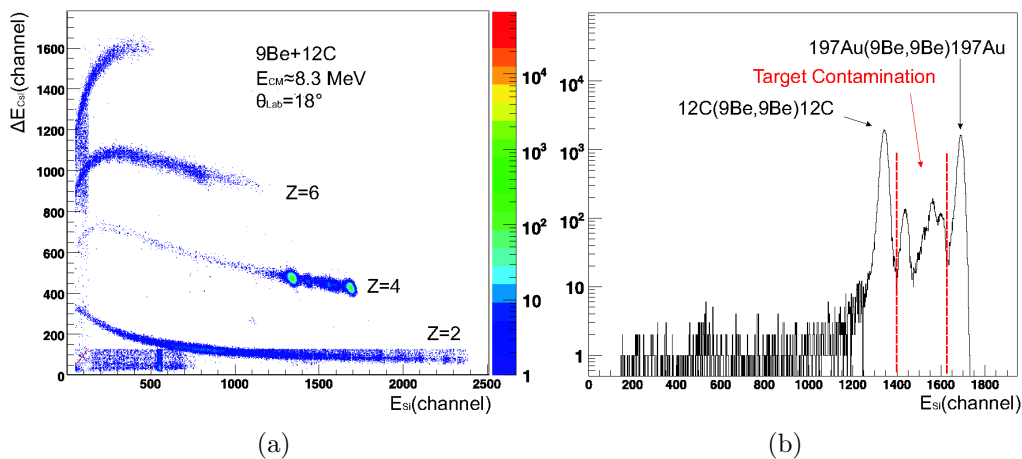 9Be+12C
E_CM≈8.3 MeV
θ_Lab=18°
Z=6
Z=4
Z=2
ΔE_CsI(channel)
1600
1400
1200
1000
800
600
400
200
0
0
500
1000
1500
2000
2500
E_Si(channel)
10^4
10^3
10^2
10
1
(a)
197Au(9Be,9Be)197Au
Target Contamination
12C(9Be,9Be)12C
10^4
10^3
10^2
10
1
0
200
400
600
800
1000
1200
1400
1600
1800
E_Si(channel)
(b)